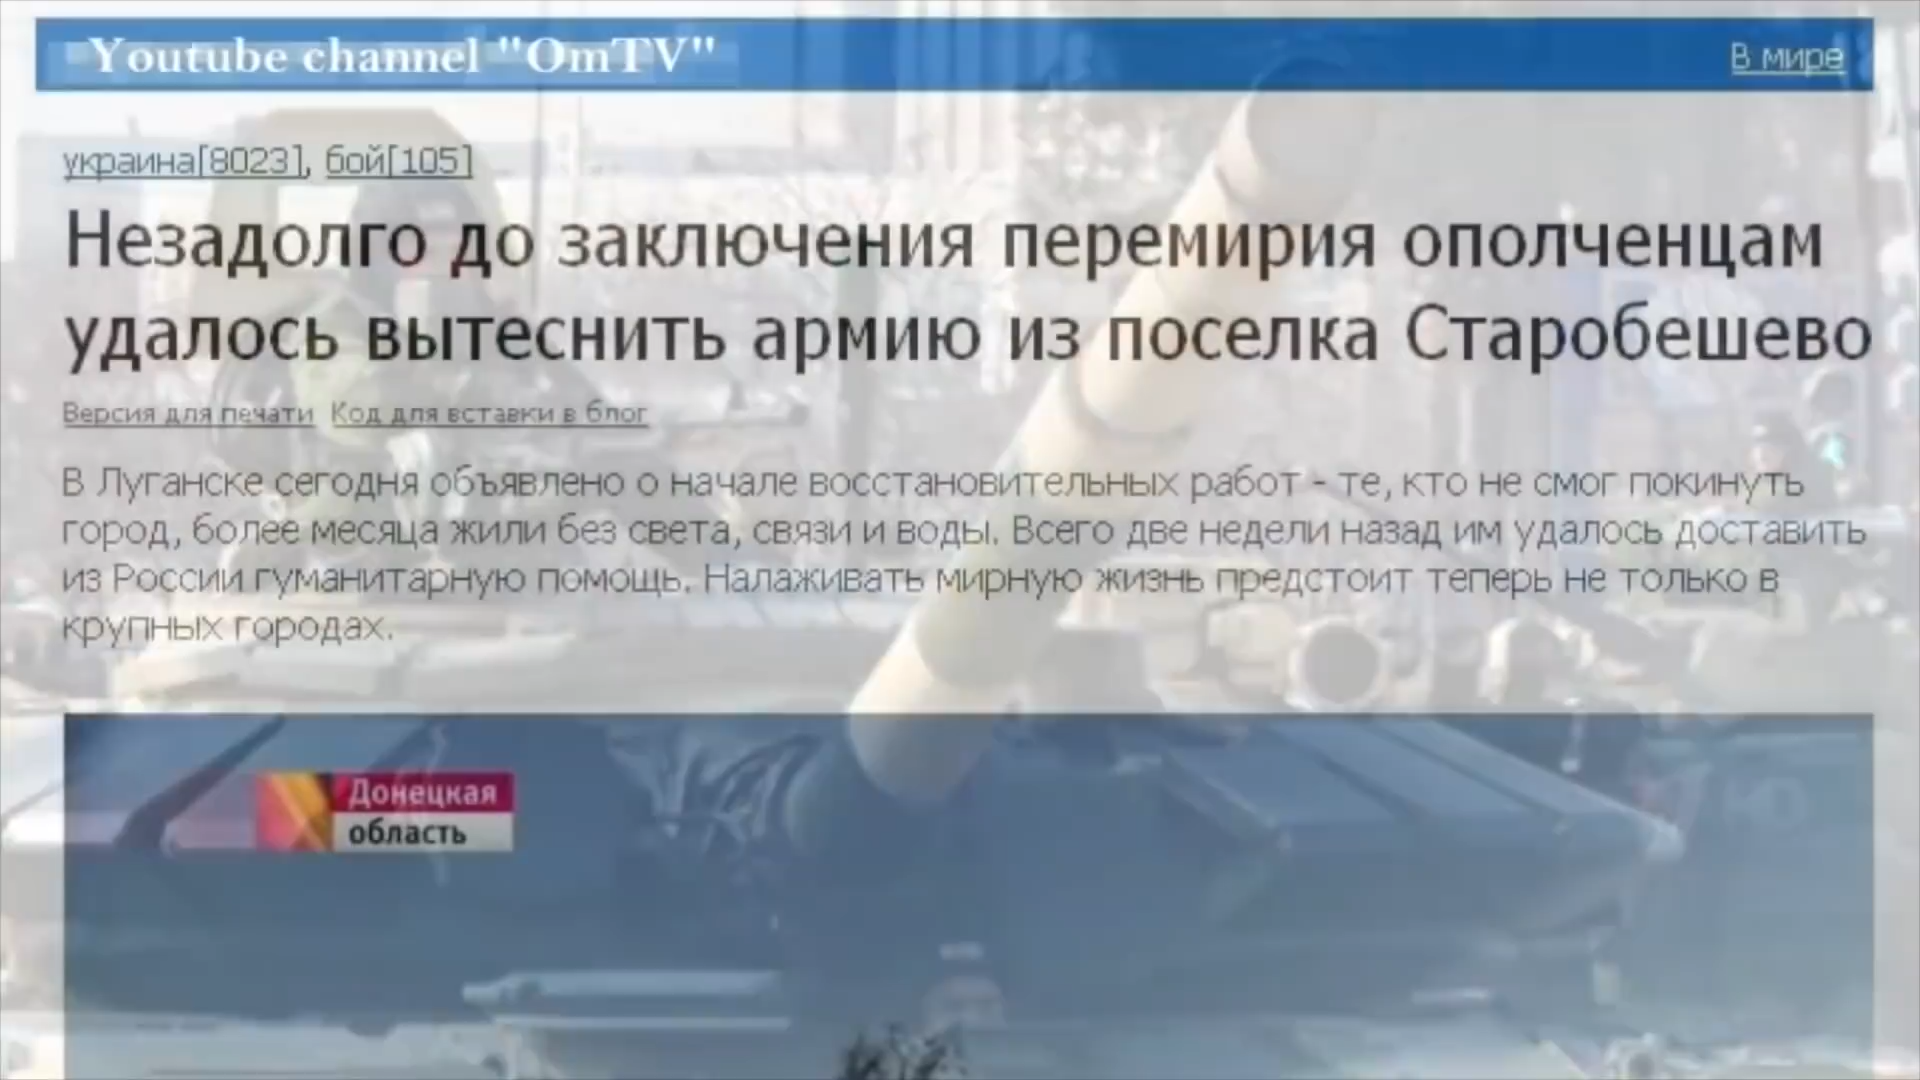 Youtube channel "OmTV"
В мире
украина[8023], бой[105]
Незадолго до заключения перемирия ополченцам
удалось вытеснить армию из поселка Старобешево
Версия для печати Код для вставки в блог
В Луганске сегодня объявлено о начале восстановительных работ - те, кто не смог покинуть
город, более месяца жили без света, связи и воды. Всего две недели назад им удалось доставить
из России гуманитарную помощь. Налаживать мирную жизнь предстоит теперь не только в
крупных городах.
Донецкая
область